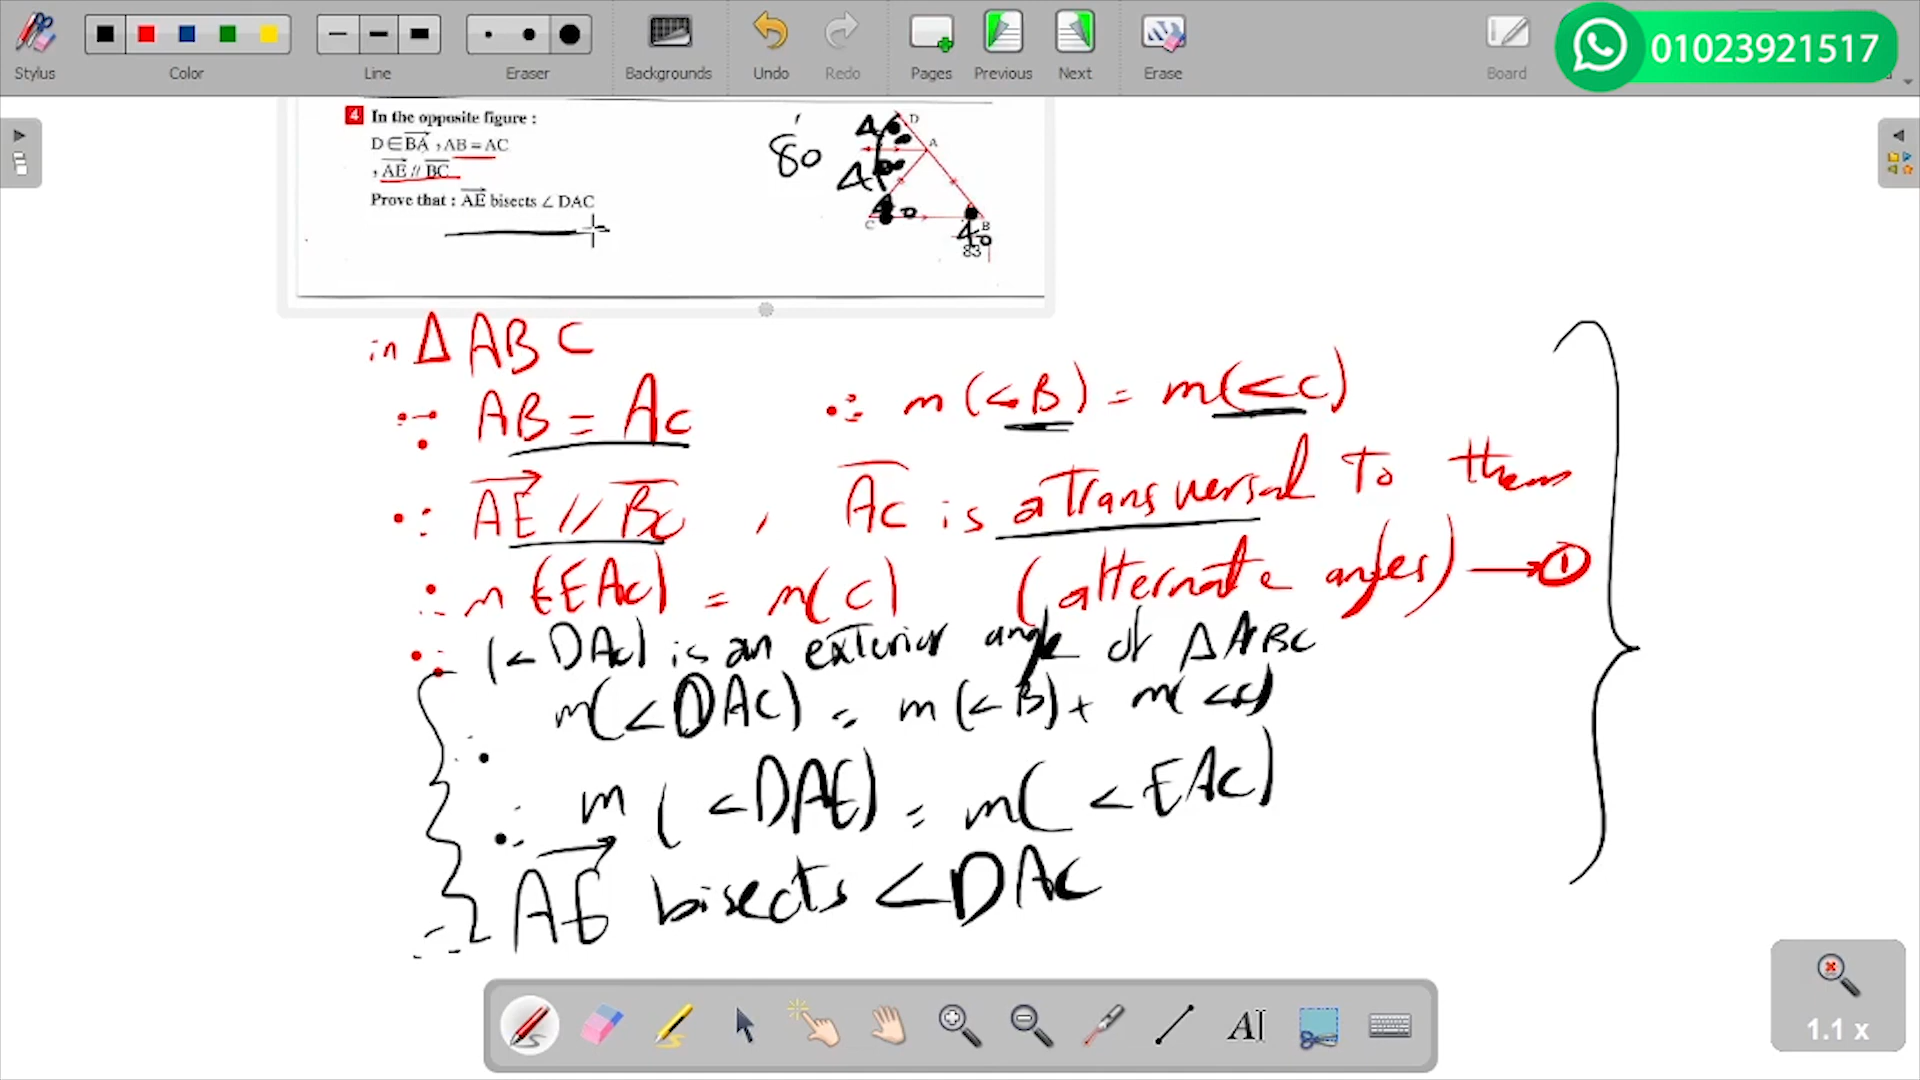 Stylus Color Line Eraser Backgrounds Undo Redo Pages Previous Next Erase Board
01023921517
4 In the opposite figure :
D ∈ BA , AB = AC
, AE // BC
Prove that : AE bisects ∠ DAC
80
40
D
A
C
B
40
83
in Δ ABC
∵ AB = AC ∴ m(<B) = m(<C)
∵ AE // BC , AC is a transversal to them
∴ m(EAC) = m(C) (alternate angles) → 1
∵ (<DAC) is an exterior angle of ΔABC
∴ m(<DAC) = m(<B) + m(<C)
∴ m(<DAE) = m(<EAC)
∴ AE bisects <DAC
1.1 x